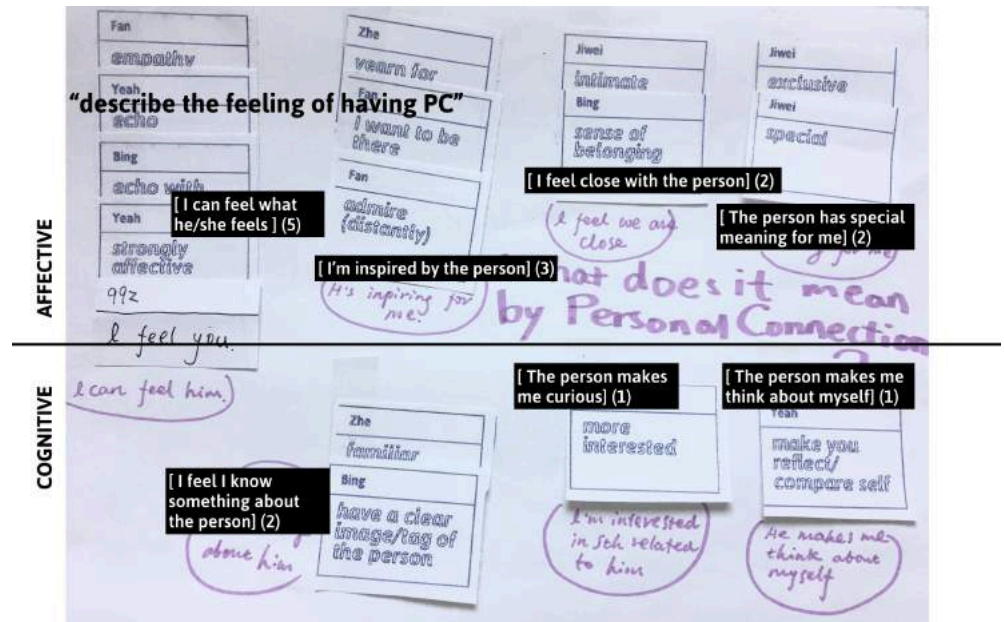 Fan
empathy
Yeah
"describe the feeling of having PC"
echo
Bing
echo with
Yeah
strongly
affective
99z
I feel you.
I can feel him.
[ I can feel what
he/she feels ] (5)
Zhe
yearn for
Fan
I want to be
there
Fan
admire
(distantly)
[ I'm inspired by the person] (3)
H's inpiring for
me.
Jiwei
intimate
Bing
sense of
belonging
[ I feel close with the person] (2)
I feel we are
close
Jiwei
exclusive
Jiwei
special
[ The person has special
meaning for me] (2)
for me
What does it mean
by Personal Connection
?
AFFECTIVE
COGNITIVE
Zhe
familiar
Bing
have a clear
image/tag of
the person
[ I feel I know
something about
the person] (2)
about him
[ The person makes
me curious] (1)
more
interested
I'm interested
in sth related
to him
[ The person makes me
think about myself] (1)
Yeah
make you
reflect/
compare self
He makes me
think about
myself